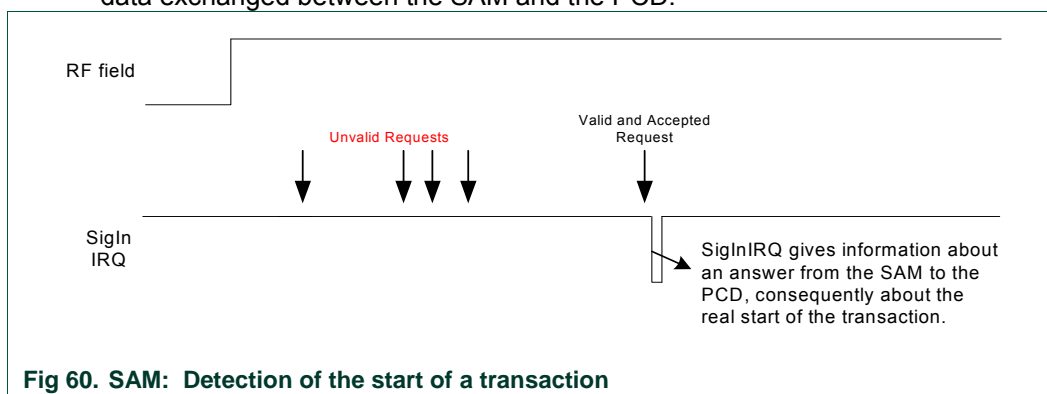 data exchanged between the SAM and the PCD.
RF field
Unvalid Requests
Valid and Accepted
Request
SigIn
IRQ
SigInIRQ gives information about
an answer from the SAM to the
PCD, consequently about the
real start of the transaction.
Fig 60. SAM: Detection of the start of a transaction